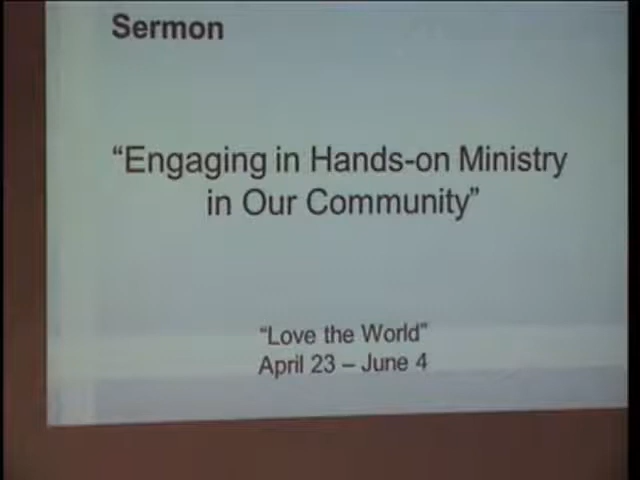 Sermon
“Engaging in Hands-on Ministry
in Our Community”
“Love the World”
April 23 – June 4